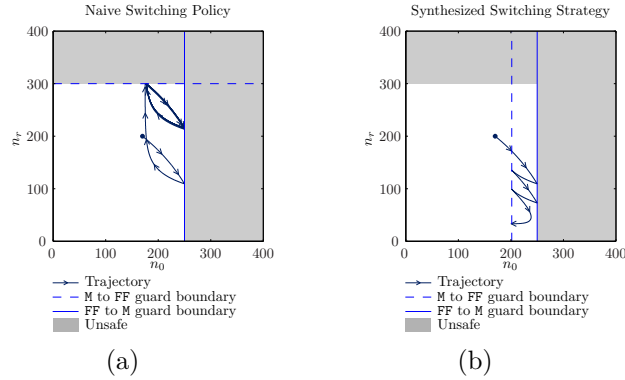 Naive Switching Policy
400
300
200
100
0
n_r
0 100 200 300 400
n_0
Trajectory
M to FF guard boundary
FF to M guard boundary
Unsafe
(a)
Synthesized Switching Strategy
400
300
200
100
0
n_r
0 100 200 300 400
n_0
Trajectory
M to FF guard boundary
FF to M guard boundary
Unsafe
(b)